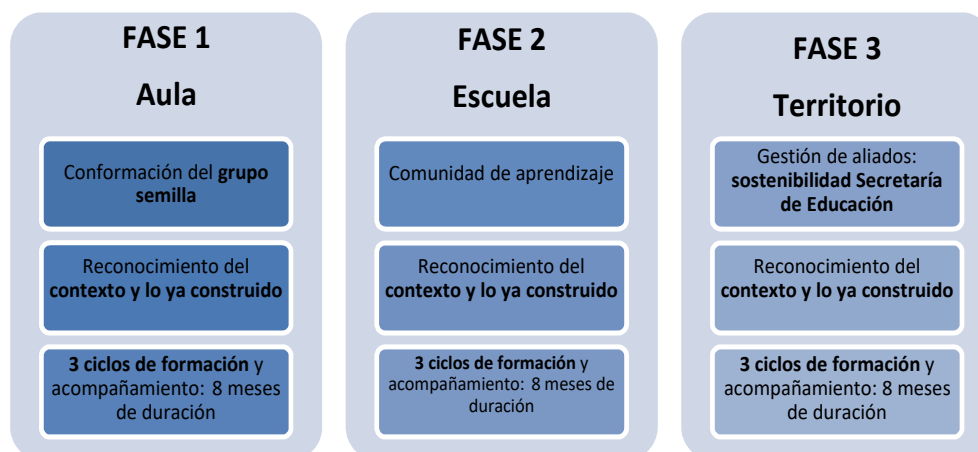 FASE 1
Aula
Conformación del grupo
semilla
Reconocimiento del
contexto y lo ya construido
3 ciclos de formación y
acompañamiento: 8 meses
de duración
FASE 2
Escuela
Comunidad de aprendizaje
Reconocimiento del
contexto y lo ya construido
3 ciclos de formación y
acompañamiento: 8 meses de
duración
FASE 3
Territorio
Gestión de aliados:
sostenibilidad Secretaría
de Educación
Reconocimiento del
contexto y lo ya construido
3 ciclos de formación y
acompañamiento: 8 meses
de duración